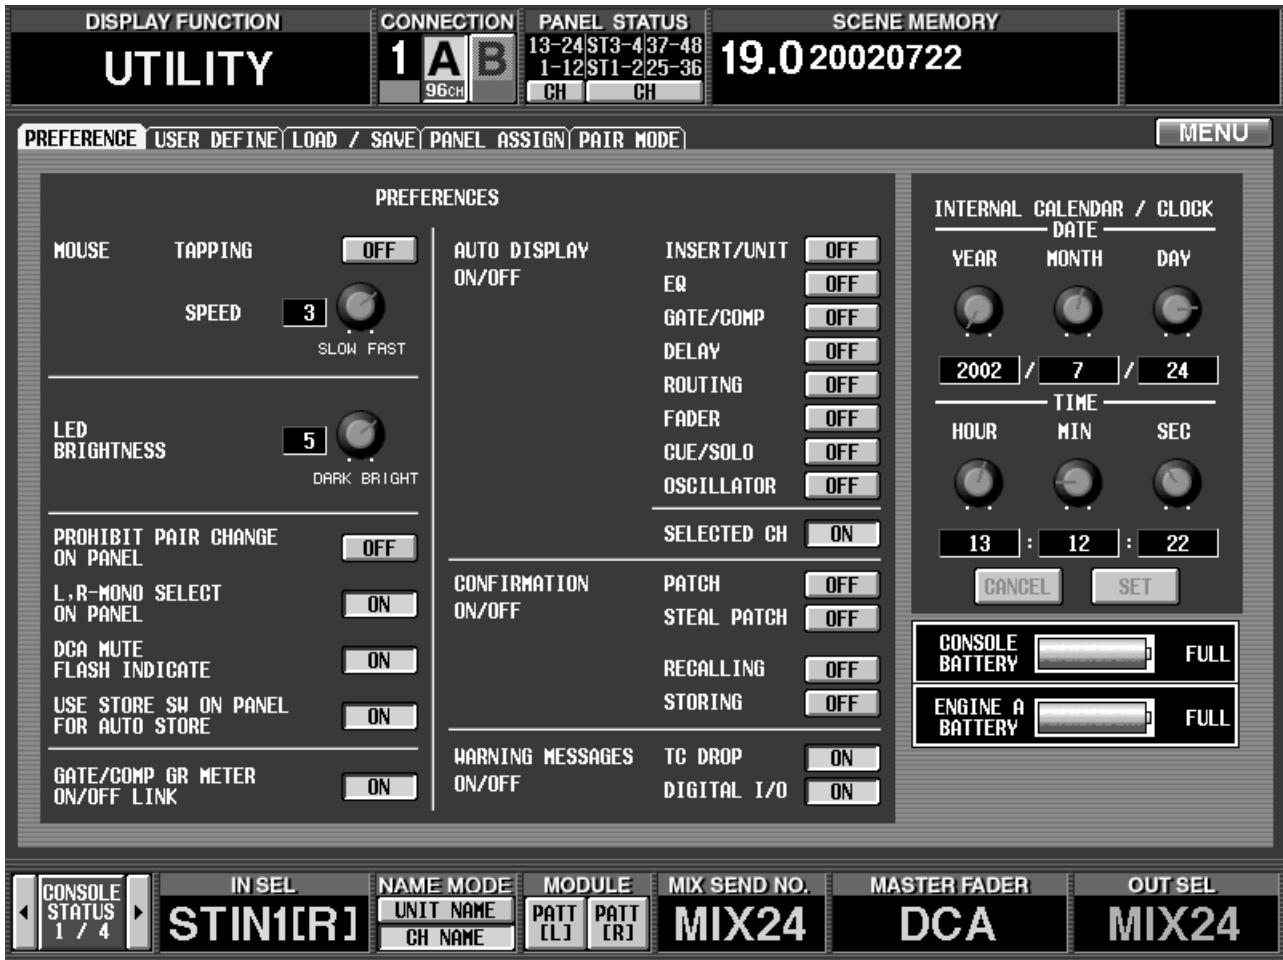 DISPLAY FUNCTION
UTILITY
CONNECTION
1 A B
96CH
PANEL STATUS
13-24 ST3-4 37-48
1-12 ST1-2 25-36
CH CH
SCENE MEMORY
19.0 20020722
PREFERENCE USER DEFINE LOAD / SAVE PANEL ASSIGN PAIR MODE
MENU
PREFERENCES
MOUSE TAPPING OFF
SPEED 3
SLOW FAST
LED
BRIGHTNESS 5
DARK BRIGHT
PROHIBIT PAIR CHANGE
ON PANEL OFF
L,R-MONO SELECT
ON PANEL ON
DCA MUTE
FLASH INDICATE ON
USE STORE SW ON PANEL
FOR AUTO STORE ON
GATE/COMP GR METER
ON/OFF LINK ON
AUTO DISPLAY
ON/OFF
INSERT/UNIT OFF
EQ OFF
GATE/COMP OFF
DELAY OFF
ROUTING OFF
FADER OFF
CUE/SOLO OFF
OSCILLATOR OFF
SELECTED CH ON
CONFIRMATION
ON/OFF
PATCH OFF
STEAL PATCH OFF
RECALLING OFF
STORING OFF
WARNING MESSAGES
ON/OFF
TC DROP ON
DIGITAL I/O ON
INTERNAL CALENDAR / CLOCK
DATE
YEAR MONTH DAY
2002 / 7 / 24
TIME
HOUR MIN SEC
13 : 12 : 22
CANCEL SET
CONSOLE
BATTERY FULL
ENGINE A
BATTERY FULL
CONSOLE
STATUS
1 / 4
IN SEL
STIN1[R]
NAME MODE
UNIT NAME
CH NAME
MODULE
PATT PATT
[L] [R]
MIX SEND NO.
MIX24
MASTER FADER
DCA
OUT SEL
MIX24